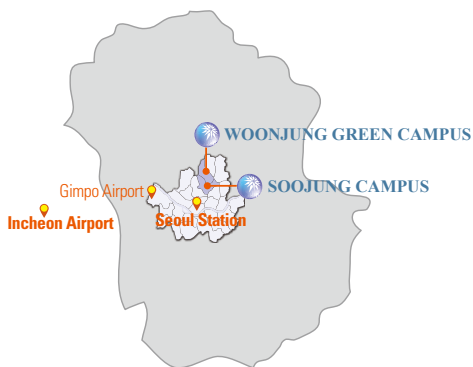 WOONJUNG GREEN CAMPUS
SOOJUNG CAMPUS
Gimpo Airport
Incheon Airport
Seoul Station